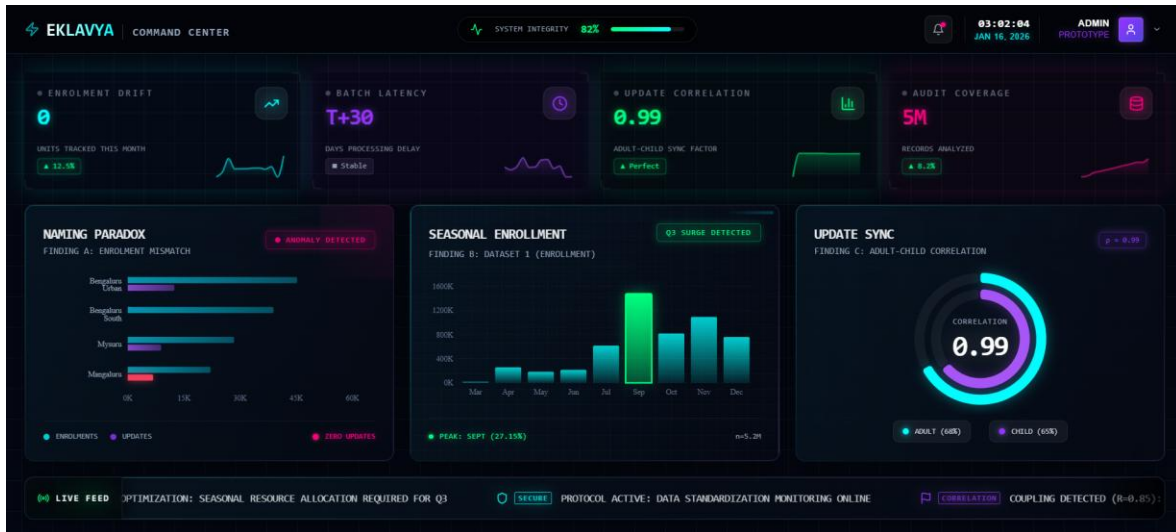 EKLAVYA COMMAND CENTER
SYSTEM INTEGRITY 82%
03:02:04
JAN 16, 2026
ADMIN
PROTOTYPE
ENROLMENT DRIFT
0
UNITS TRACKED THIS MONTH
▲ 12.5%
BATCH LATENCY
T+30
DAYS PROCESSING DELAY
■ Stable
UPDATE CORRELATION
0.99
ADULT-CHILD SYNC FACTOR
▲ Perfect
AUDIT COVERAGE
5M
RECORDS ANALYZED
▲ 8.2%
NAMING PARADOX
FINDING A: ENROLMENT MISMATCH
ANOMALY DETECTED
Bengaluru
Urban
Bengaluru
South
Mysuru
Mangaluru
0K 15K 30K 45K 60K
ENROLMENTS UPDATES
ZERO UPDATES
SEASONAL ENROLLMENT
FINDING B: DATASET 1 (ENROLLMENT)
Q3 SURGE DETECTED
1600K
1200K
800K
400K
0K
Mar Apr May Jun Jul Sep Oct Nov Dec
PEAK: SEPT (27.15%)
n=5.2M
UPDATE SYNC
FINDING C: ADULT-CHILD CORRELATION
ρ = 0.99
CORRELATION
0.99
ADULT (68%)
CHILD (65%)
LIVE FEED
OPTIMIZATION: SEASONAL RESOURCE ALLOCATION REQUIRED FOR Q3
SECURE PROTOCOL ACTIVE: DATA STANDARDIZATION MONITORING ONLINE
CORRELATION COUPLING DETECTED (R=0.85):